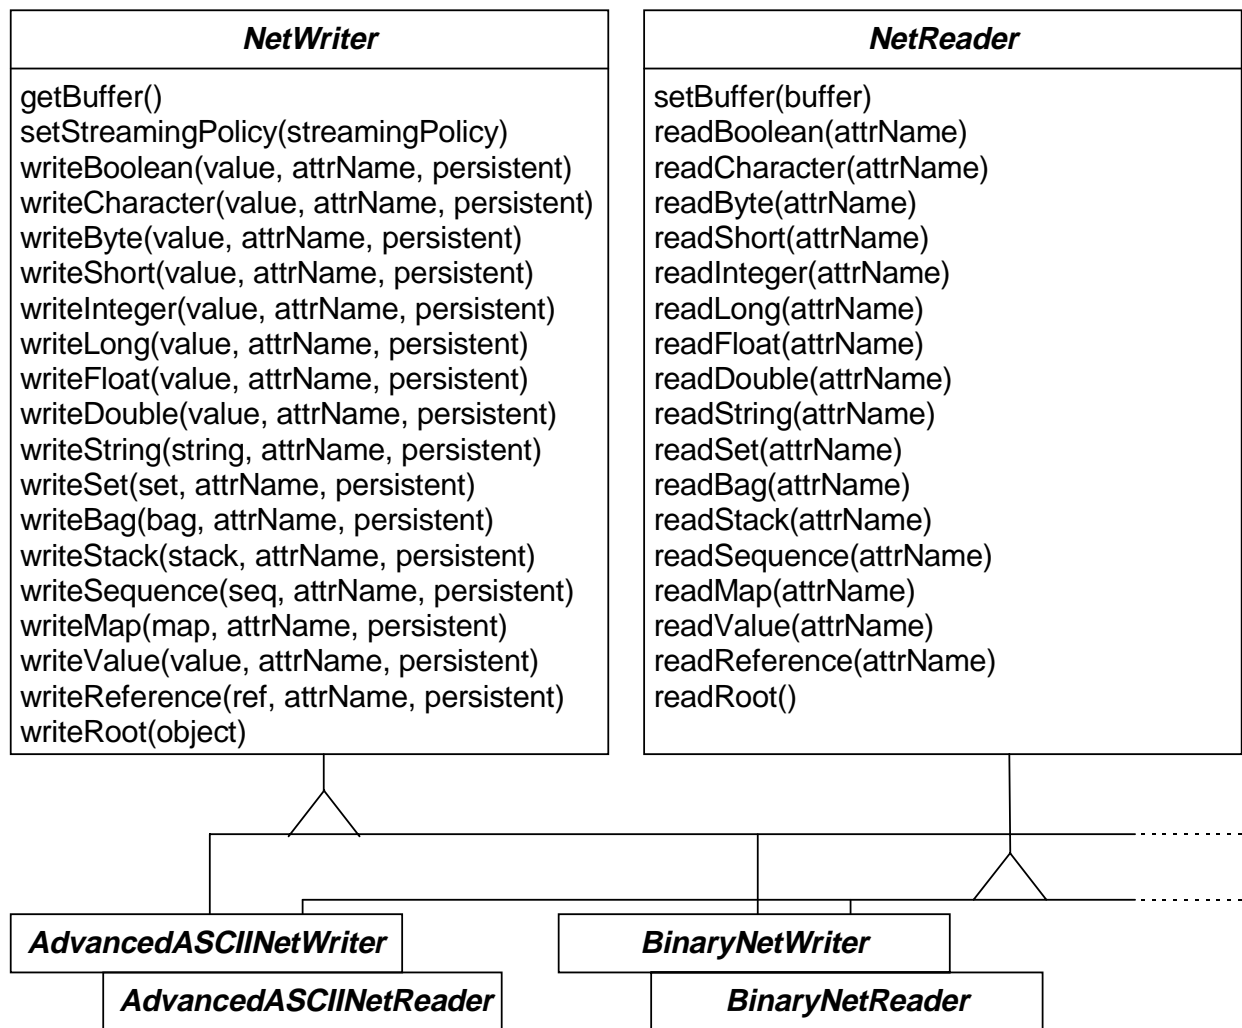 NetWriter
getBuffer()
setStreamingPolicy(streamingPolicy)
writeBoolean(value, attrName, persistent)
writeCharacter(value, attrName, persistent)
writeByte(value, attrName, persistent)
writeShort(value, attrName, persistent)
writeInteger(value, attrName, persistent)
writeLong(value, attrName, persistent)
writeFloat(value, attrName, persistent)
writeDouble(value, attrName, persistent)
writeString(string, attrName, persistent)
writeSet(set, attrName, persistent)
writeBag(bag, attrName, persistent)
writeStack(stack, attrName, persistent)
writeSequence(seq, attrName, persistent)
writeMap(map, attrName, persistent)
writeValue(value, attrName, persistent)
writeReference(ref, attrName, persistent)
writeRoot(object)
NetReader
setBuffer(buffer)
readBoolean(attrName)
readCharacter(attrName)
readByte(attrName)
readShort(attrName)
readInteger(attrName)
readLong(attrName)
readFloat(attrName)
readDouble(attrName)
readString(attrName)
readSet(attrName)
readBag(attrName)
readStack(attrName)
readSequence(attrName)
readMap(attrName)
readValue(attrName)
readReference(attrName)
readRoot()
AdvancedASCIINetWriter
AdvancedASCIINetReader
BinaryNetWriter
BinaryNetReader